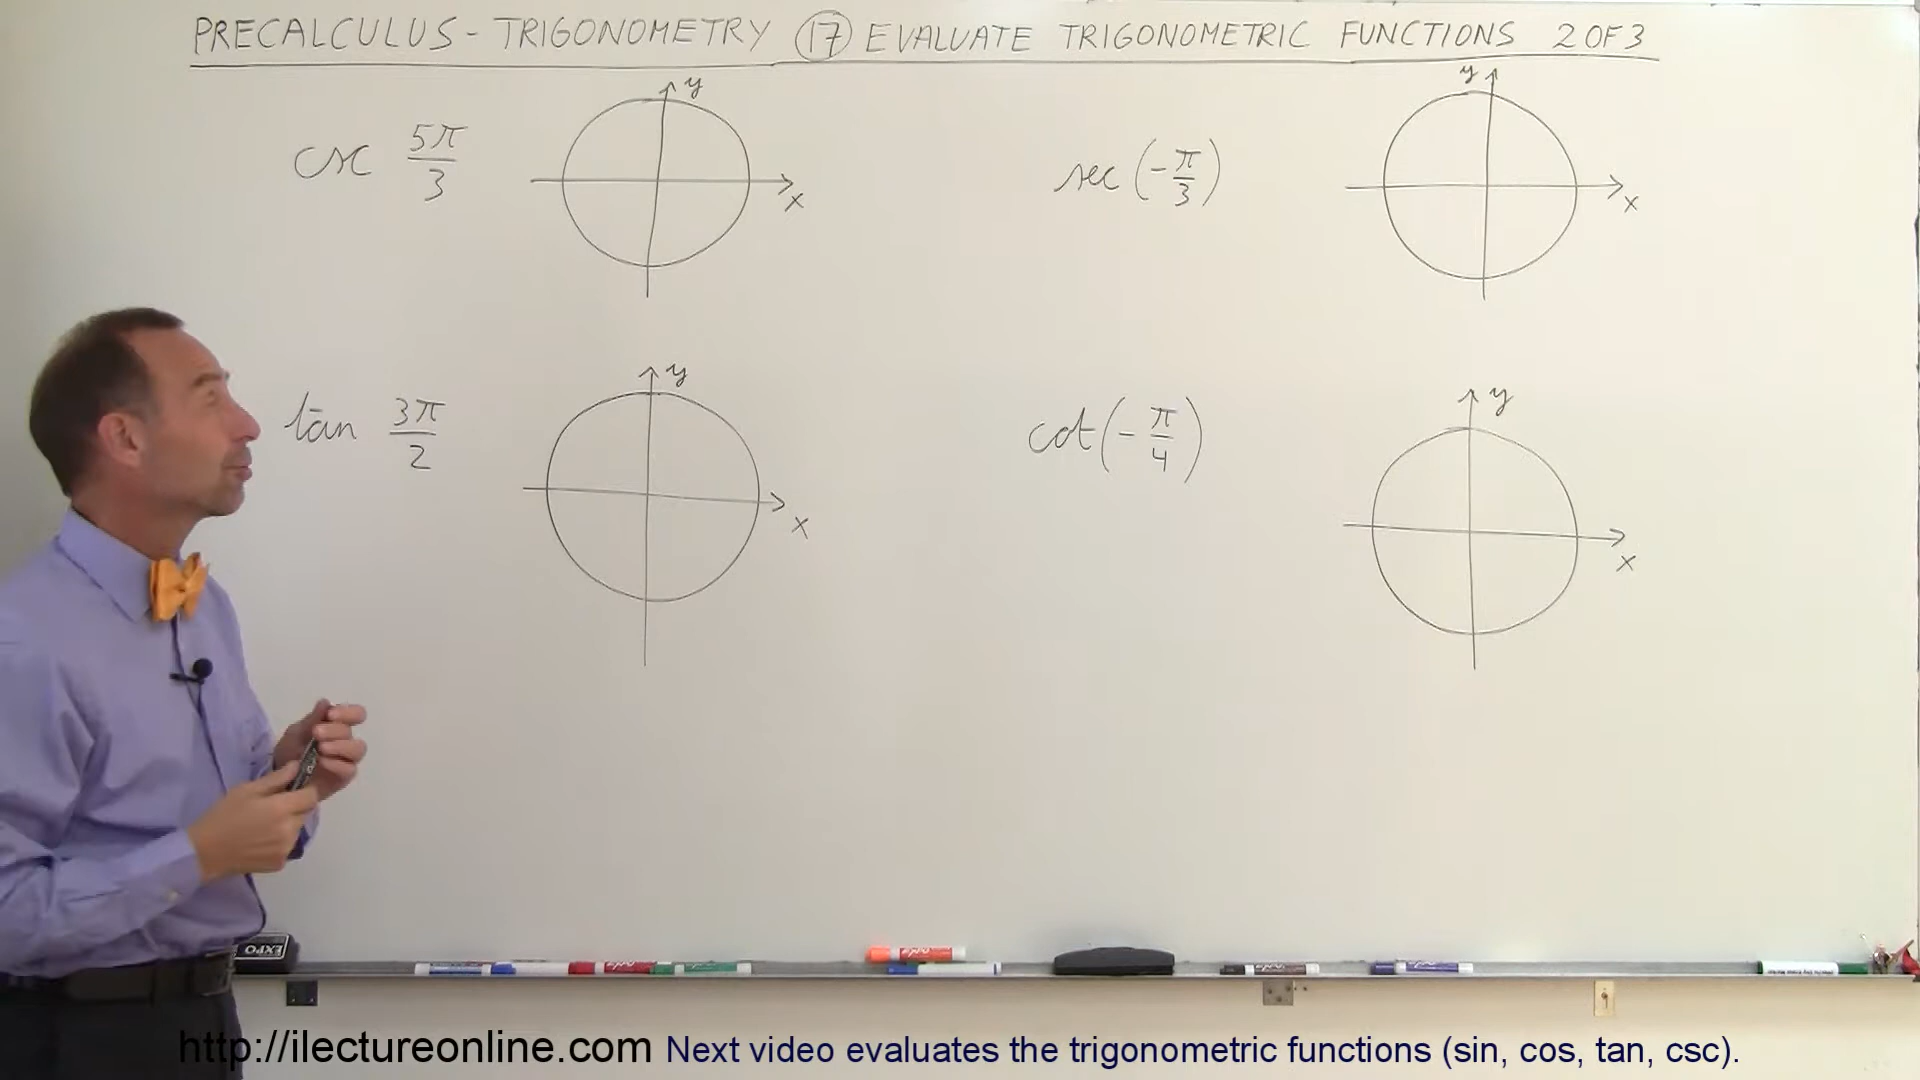 PRECALCULUS - TRIGONOMETRY 17 EVALUATE TRIGONOMETRIC FUNCTIONS 2 OF 3
csc 5π/3
y
x
sec (-π/3)
y
x
tan 3π/2
y
x
cot (-π/4)
y
x
EXPO
http://ilectureonline.com Next video evaluates the trigonometric functions (sin, cos, tan, csc).